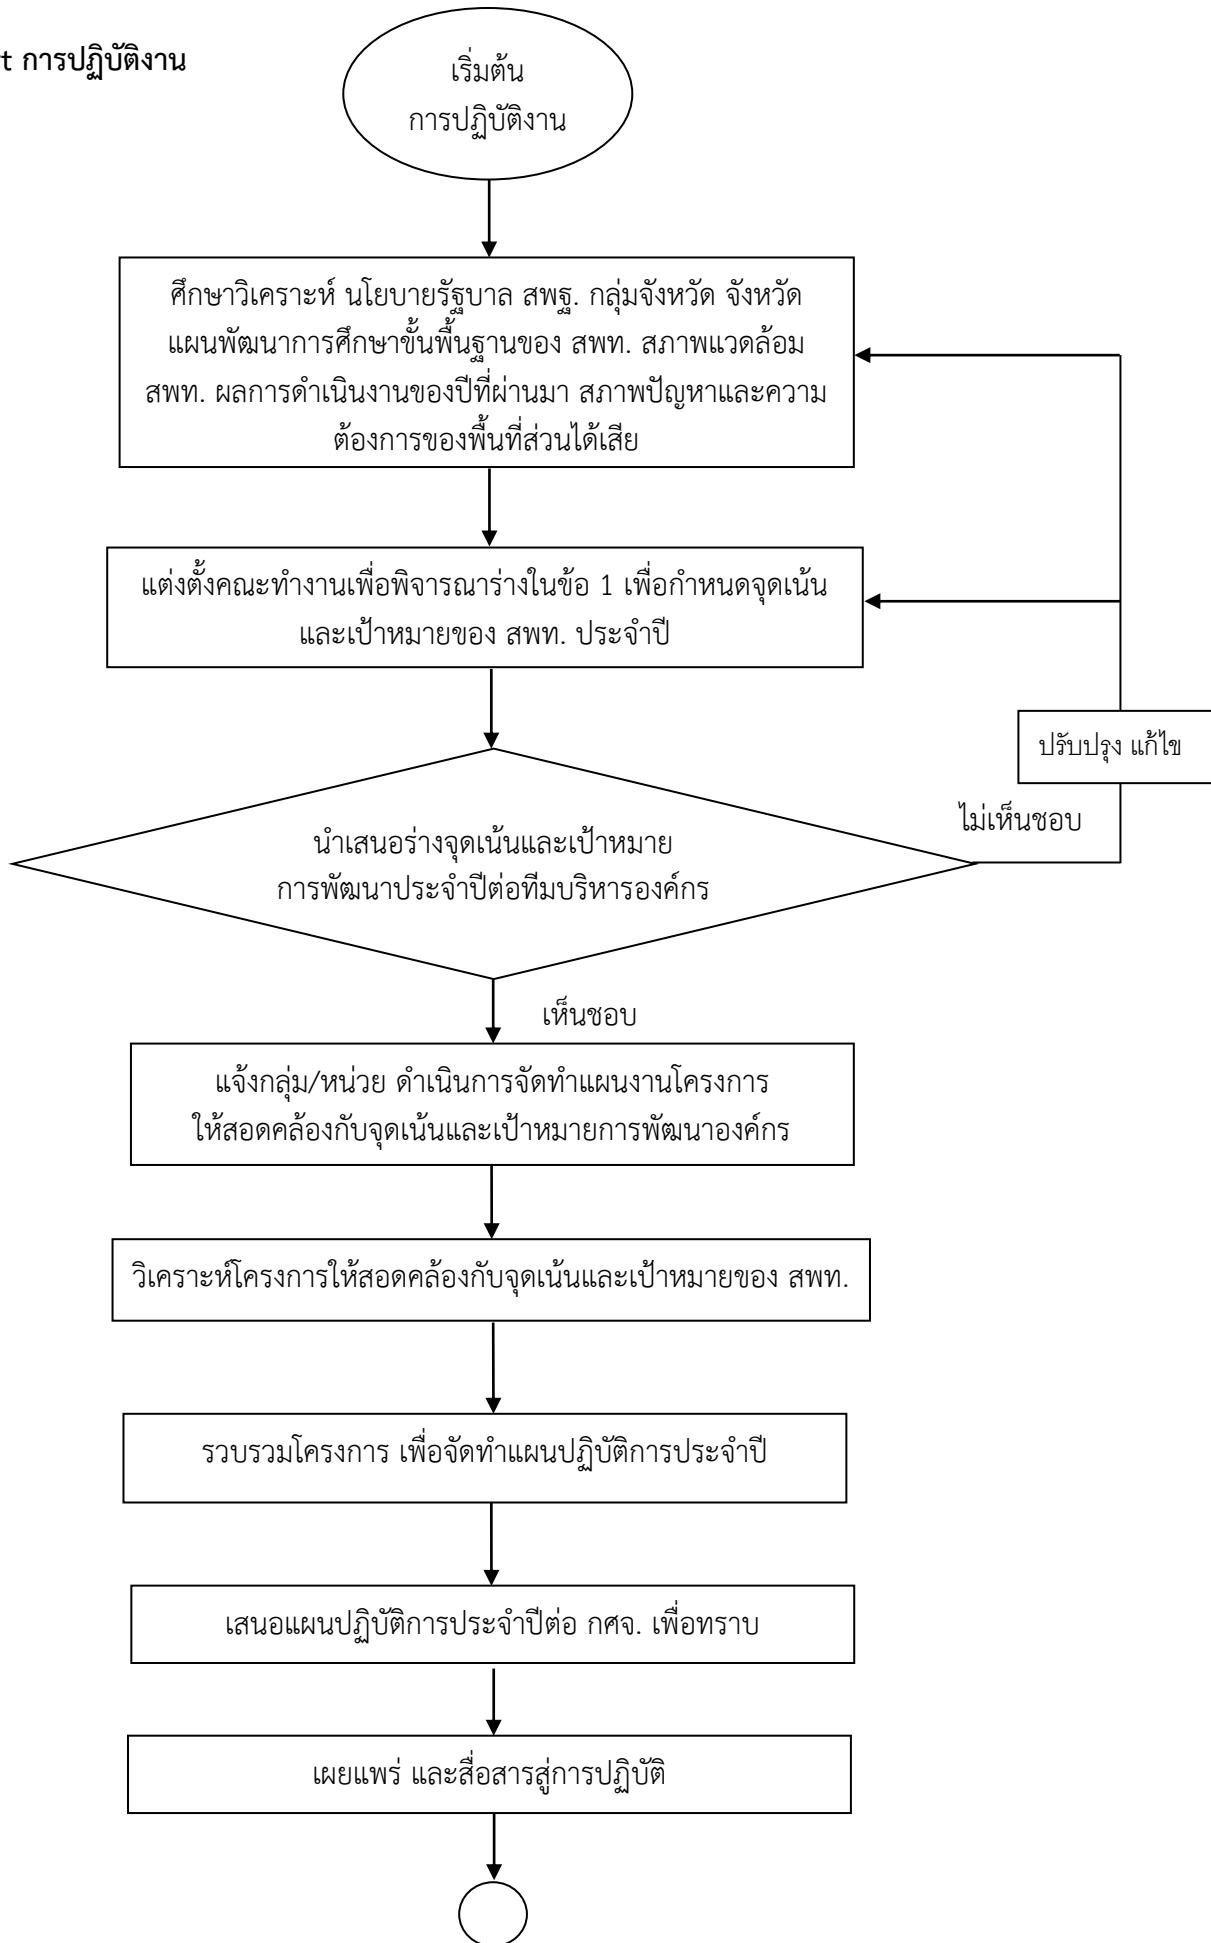 t การปฏิบัติงาน
เริ่มต้น
การปฏิบัติงาน
ศึกษาวิเคราะห์ นโยบายรัฐบาล สพฐ. กลุ่มจังหวัด จังหวัด
แผนพัฒนาการศึกษาขั้นพื้นฐานของ สพท. สภาพแวดล้อม
สพท. ผลการดำเนินงานของปีที่ผ่านมา สภาพปัญหาและความ
ต้องการของพื้นที่ส่วนได้เสีย
แต่งตั้งคณะทำงานเพื่อพิจารณาร่างในข้อ 1 เพื่อกำหนดจุดเน้น
และเป้าหมายของ สพท. ประจำปี
ปรับปรุง แก้ไข
ไม่เห็นชอบ
นำเสนอร่างจุดเน้นและเป้าหมาย
การพัฒนาประจำปีต่อทีมบริหารองค์กร
เห็นชอบ
แจ้งกลุ่ม/หน่วย ดำเนินการจัดทำแผนงานโครงการ
ให้สอดคล้องกับจุดเน้นและเป้าหมายการพัฒนาองค์กร
วิเคราะห์โครงการให้สอดคล้องกับจุดเน้นและเป้าหมายของ สพท.
รวบรวมโครงการ เพื่อจัดทำแผนปฏิบัติการประจำปี
เสนอแผนปฏิบัติการประจำปีต่อ กศจ. เพื่อทราบ
เผยแพร่ และสื่อสารสู่การปฏิบัติ